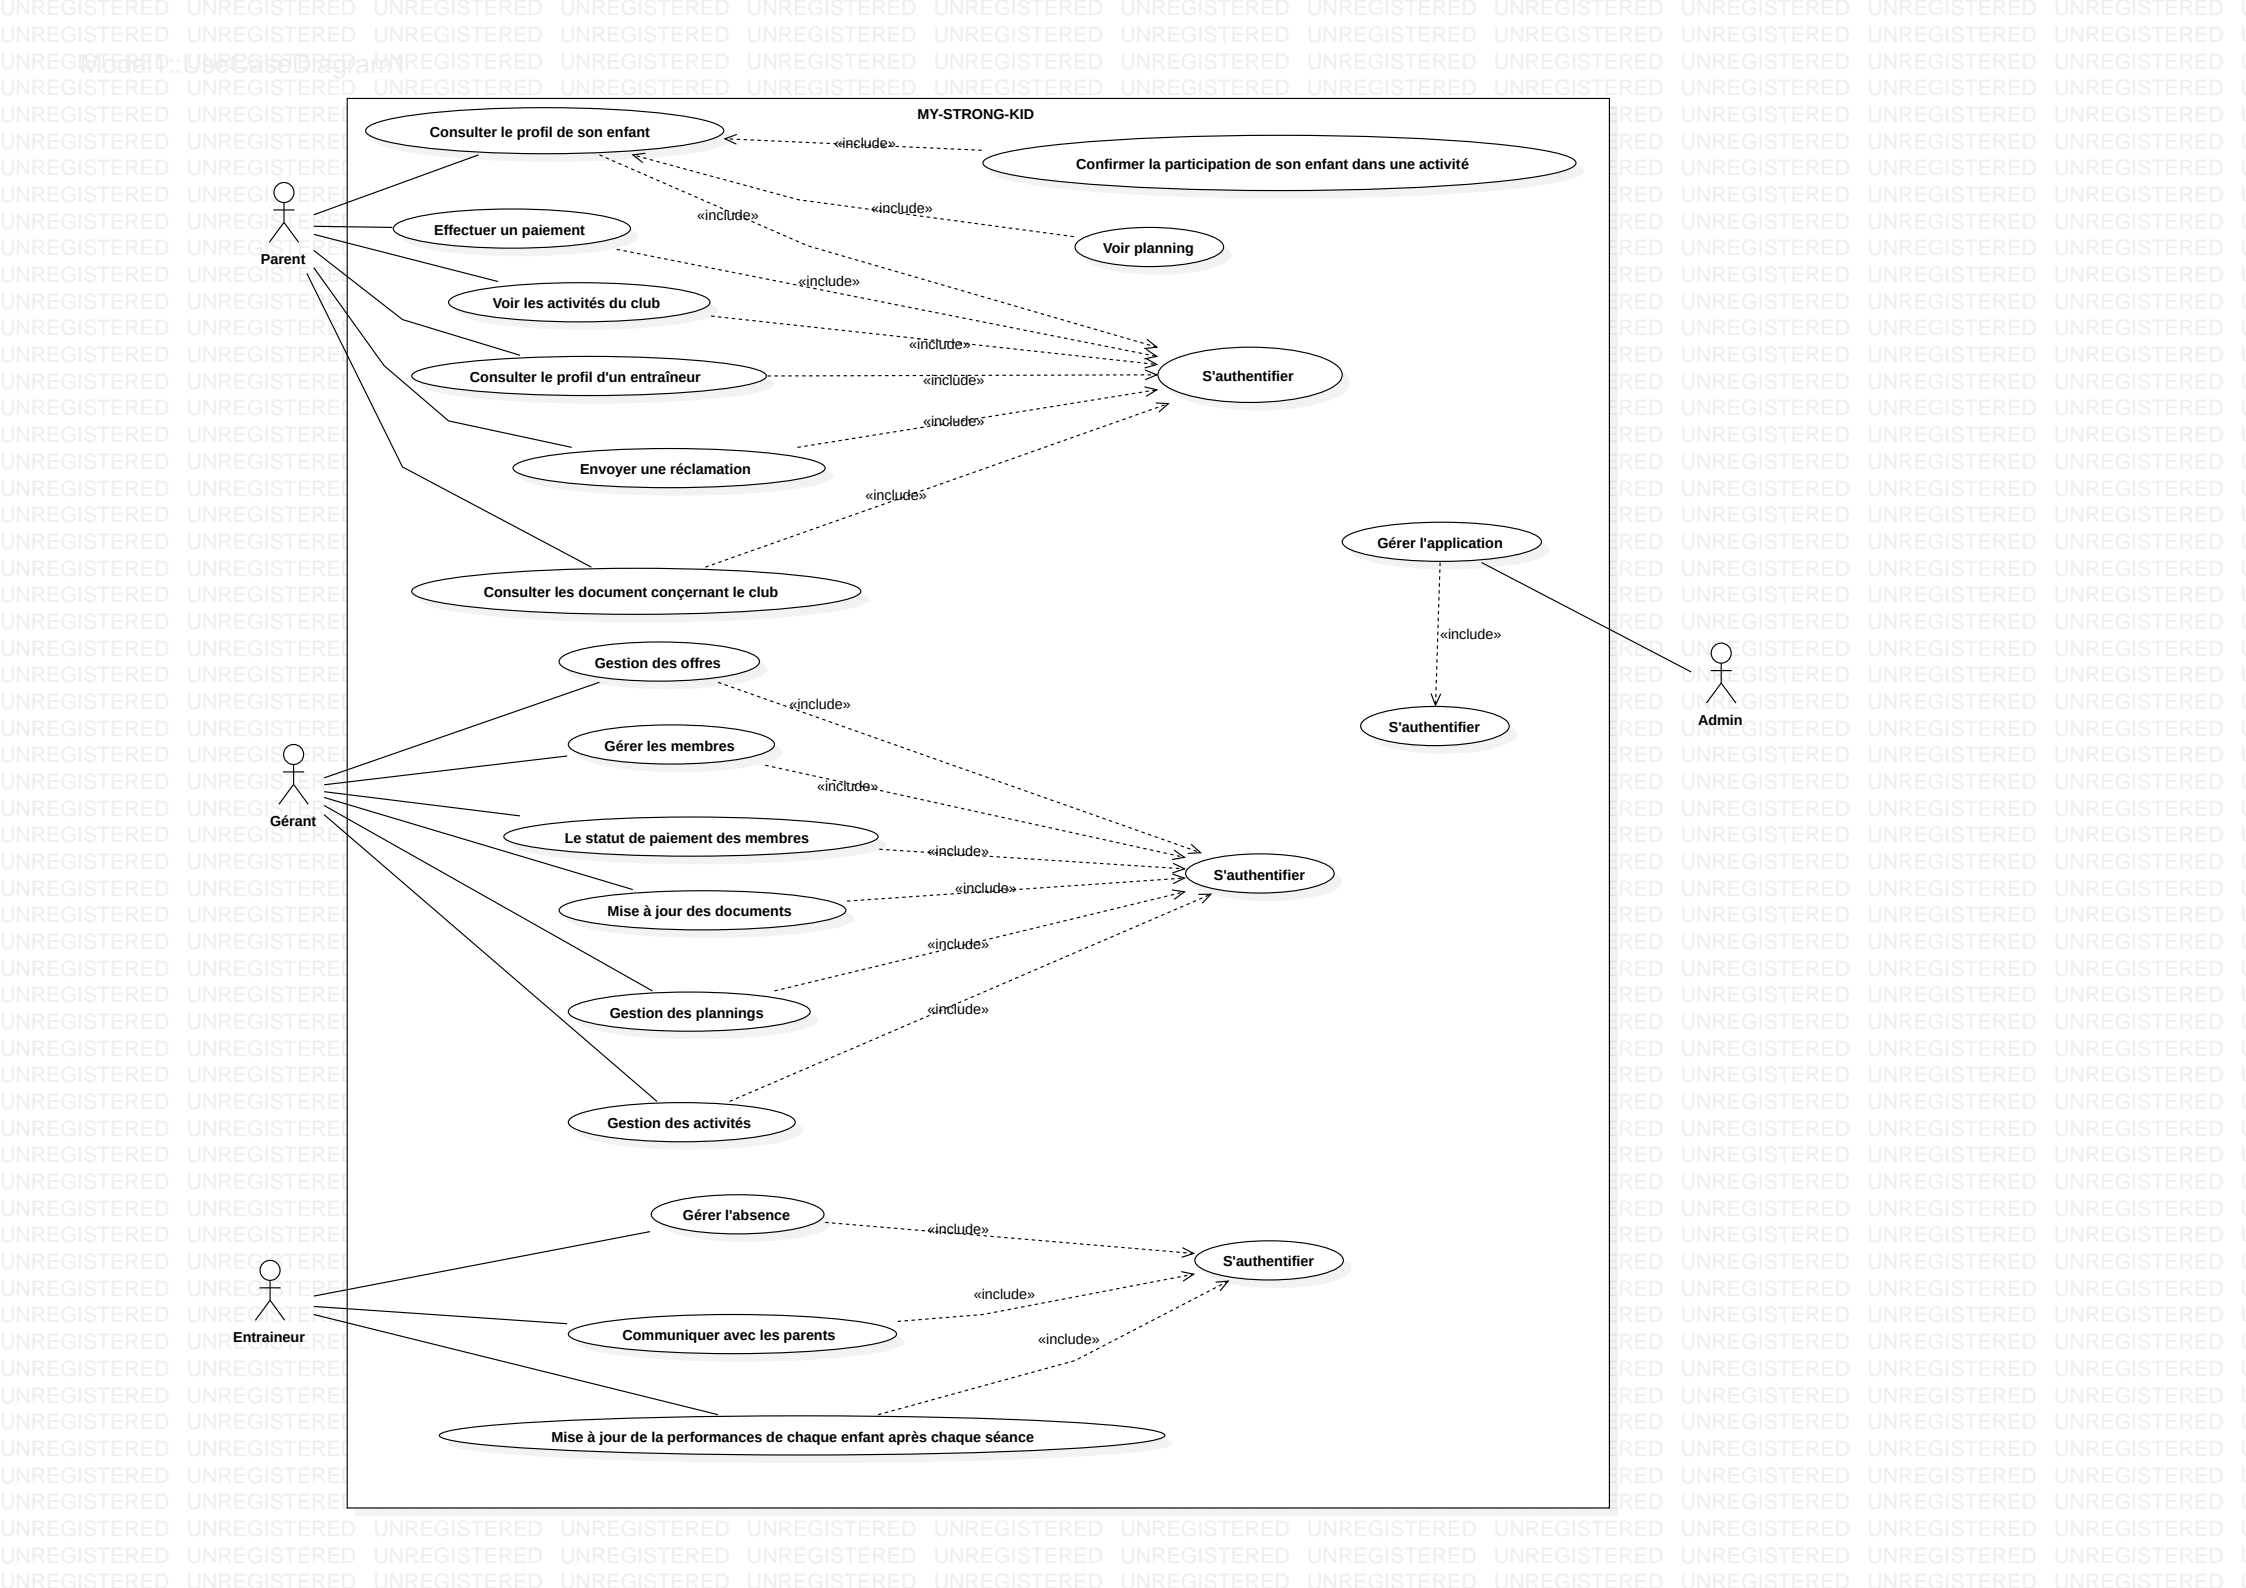 Model1::UseCaseDiagram1
MY-STRONG-KID
Consulter le profil de son enfant
«include»
Confirmer la participation de son enfant dans une activité
«include»
«include»
Effectuer un paiement
Voir planning
Parent
«include»
Voir les activités du club
«include»
Consulter le profil d'un entraîneur
«include»
S'authentifier
«include»
Envoyer une réclamation
«include»
Gérer l'application
Consulter les document conçernant le club
«include»
Gestion des offres
«include»
Admin
S'authentifier
Gérer les membres
«include»
Gérant
Le statut de paiement des membres
«include»
S'authentifier
«include»
Mise à jour des documents
«include»
Gestion des plannings
«include»
Gestion des activités
Gérer l'absence
«include»
S'authentifier
«include»
Entraineur
Communiquer avec les parents
«include»
Mise à jour de la performances de chaque enfant après chaque séance
UNREGISTERED